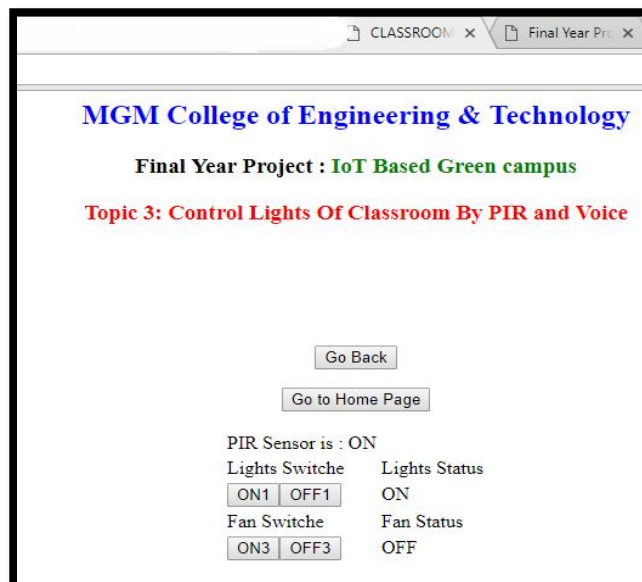 CLASSROOM Final Year Pro
MGM College of Engineering & Technology
Final Year Project : IoT Based Green campus
Topic 3: Control Lights Of Classroom By PIR and Voice
Go Back
Go to Home Page
PIR Sensor is : ON
Lights Switche Lights Status
ON1 OFF1 ON
Fan Switche Fan Status
ON3 OFF3 OFF